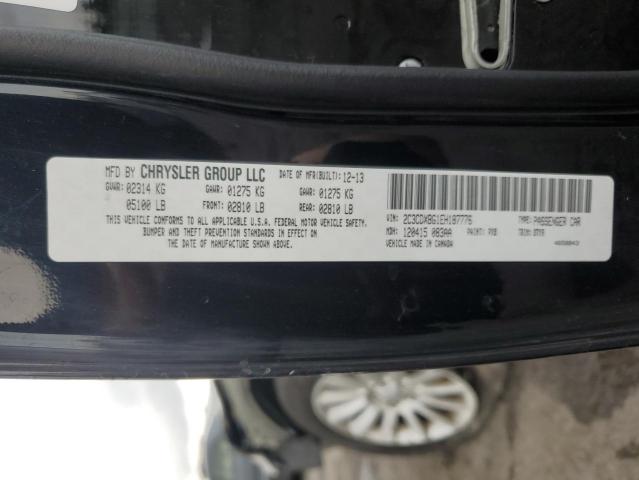 MFD BY CHRYSLER GROUP LLC DATE OF MFR(BUILT): 12-13
GVWR: 02314 KG GAWR: 01275 KG GAWR: 01275 KG
05100 LB FRONT: 02810 LB REAR: 02810 LB
THIS VEHICLE CONFORMS TO ALL APPLICABLE U.S.A. FEDERAL MOTOR VEHICLE SAFETY,
BUMPER AND THEFT PREVENTION STANDARDS IN EFFECT ON
THE DATE OF MANUFACTURE SHOWN ABOVE.
VIN: 2C3CDXBG1EH187776 TYPE: PASSENGER CAR
MDH: 120415 083AA PAINT: PXB TRIM:
VEHICLE MADE IN CANADA